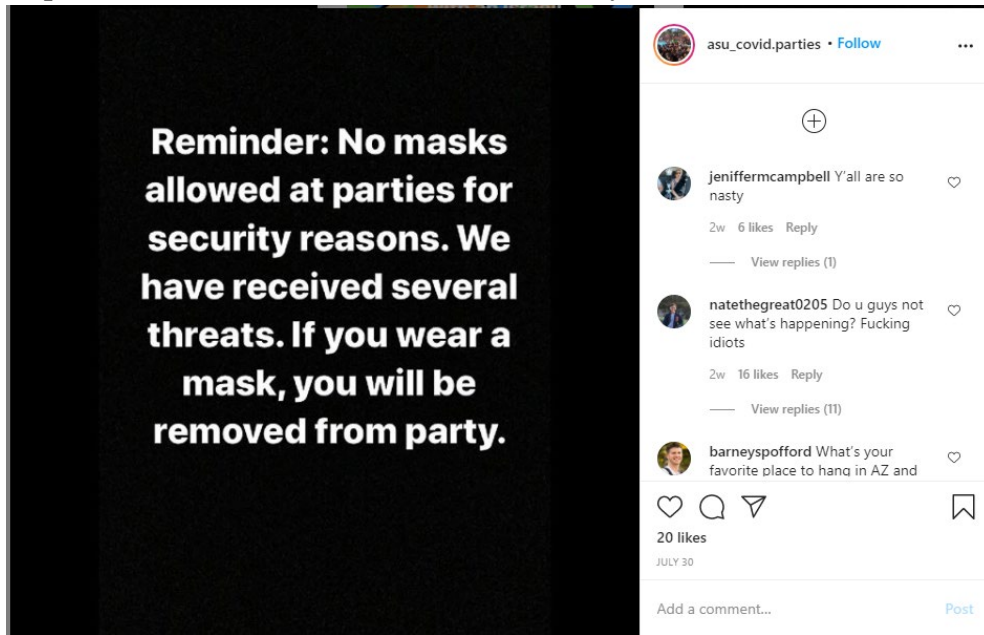 Reminder: No masks
allowed at parties for
security reasons. We
have received several
threats. If you wear a
mask, you will be
removed from party.
asu_covid.parties • Follow
jeniffermcampbell Y'all are so
nasty
2w 6 likes Reply
View replies (1)
natethegreat0205 Do u guys not
see what's happening? Fucking
idiots
2w 16 likes Reply
View replies (11)
barneyspofford What's your
favorite place to hang in AZ and
20 likes
JULY 30
Add a comment...
Post